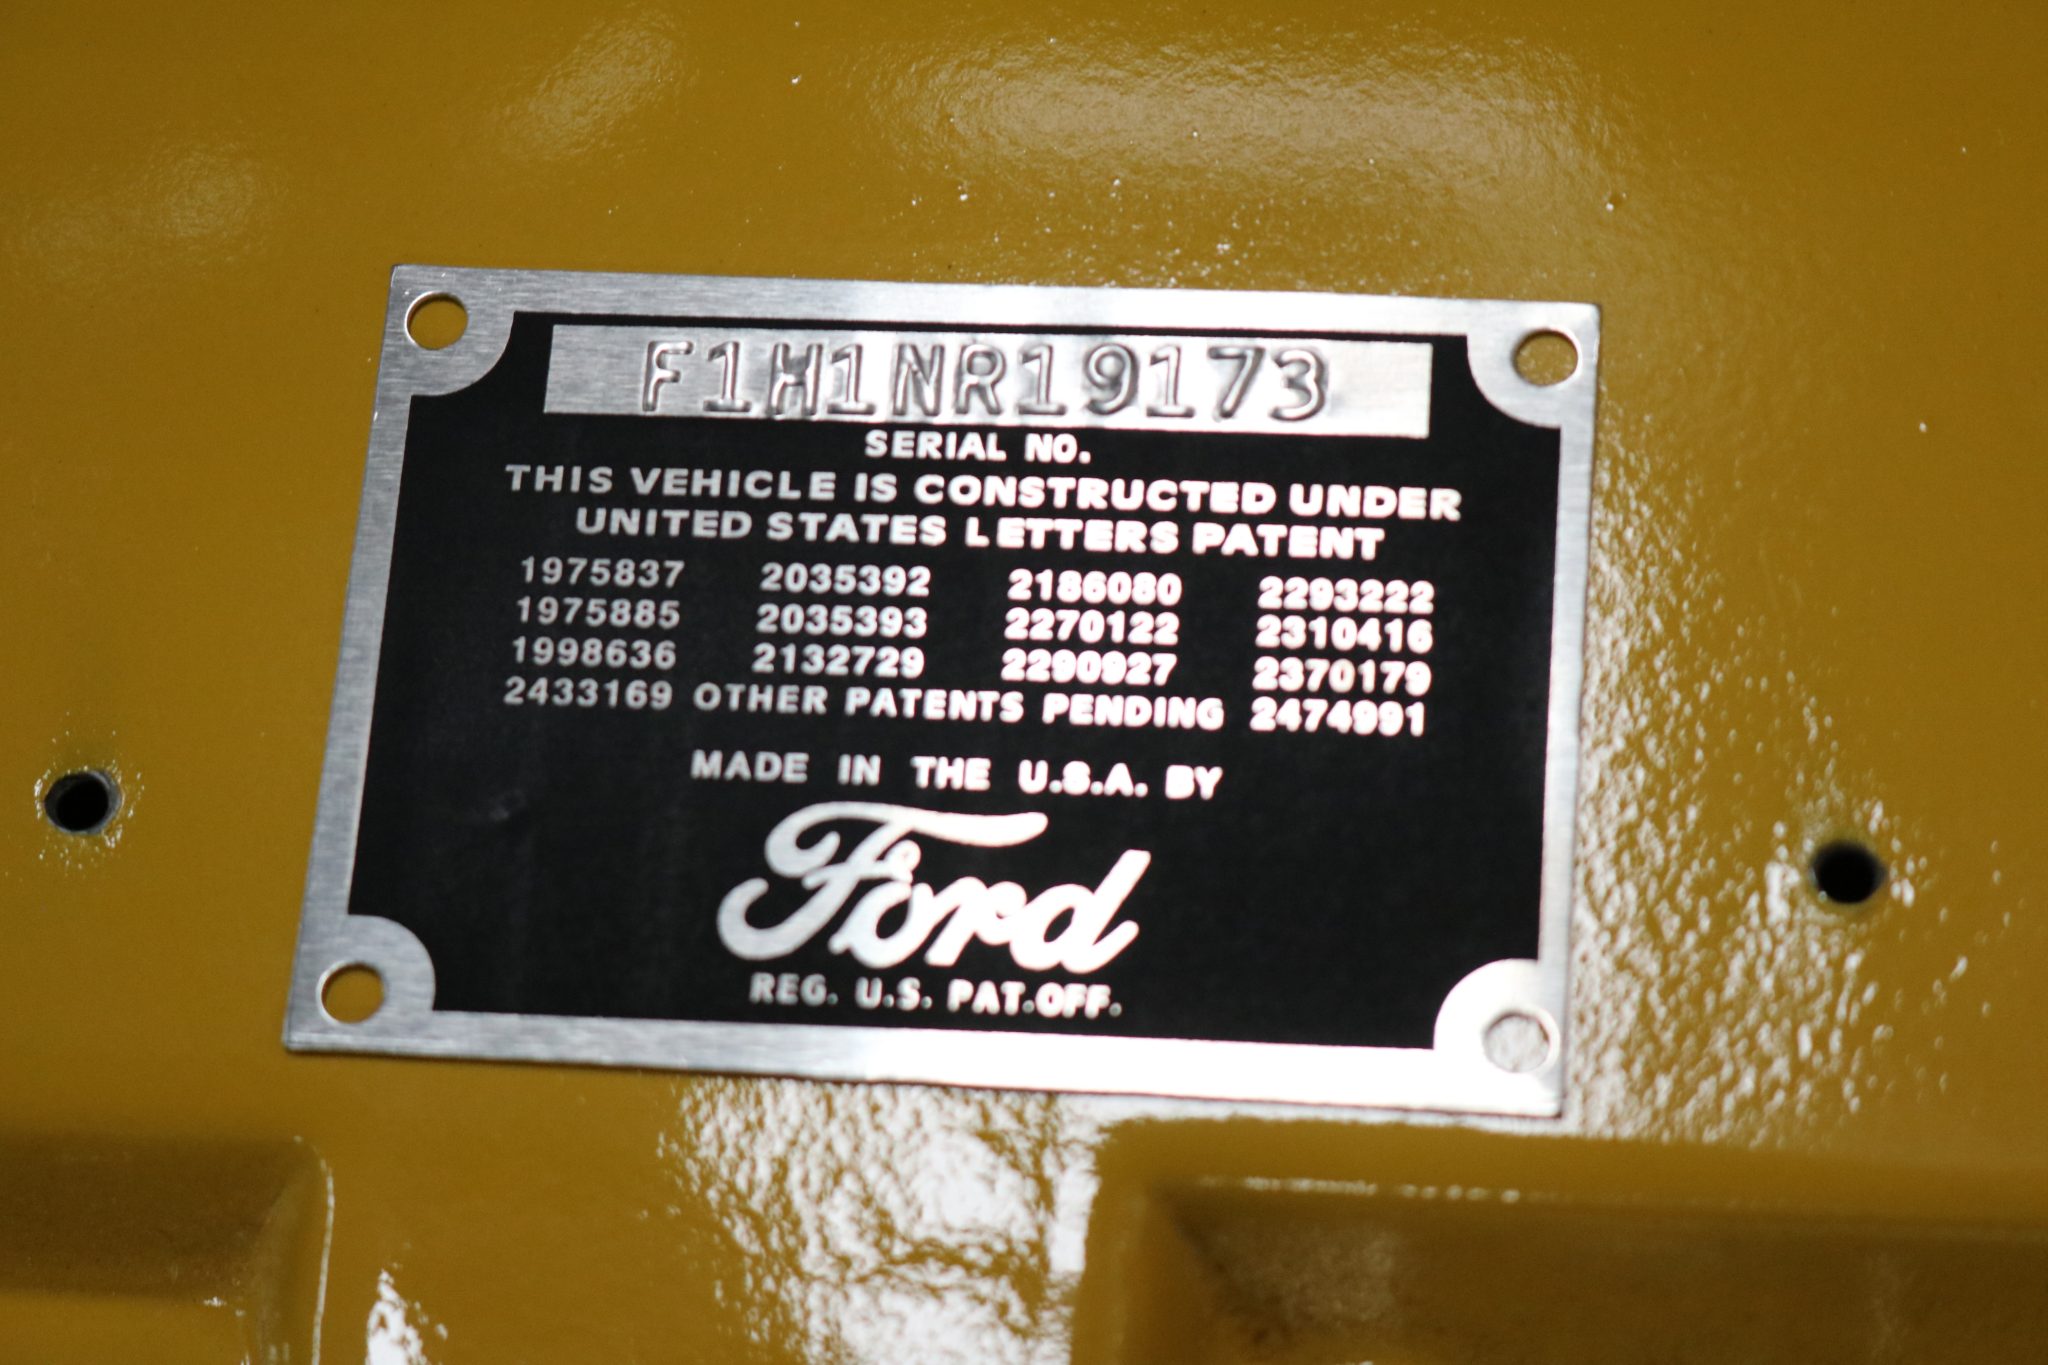 F1H1NR19173
SERIAL NO.
THIS VEHICLE IS CONSTRUCTED UNDER
UNITED STATES LETTERS PATENT
1975837 2035392 2186080 2293222
1975885 2035393 2270122 2310416
1998636 2132729 2290927 2370179
2433169 OTHER PATENTS PENDING 2474991
MADE IN THE U.S.A. BY
Ford
REG. U.S. PAT. OFF.